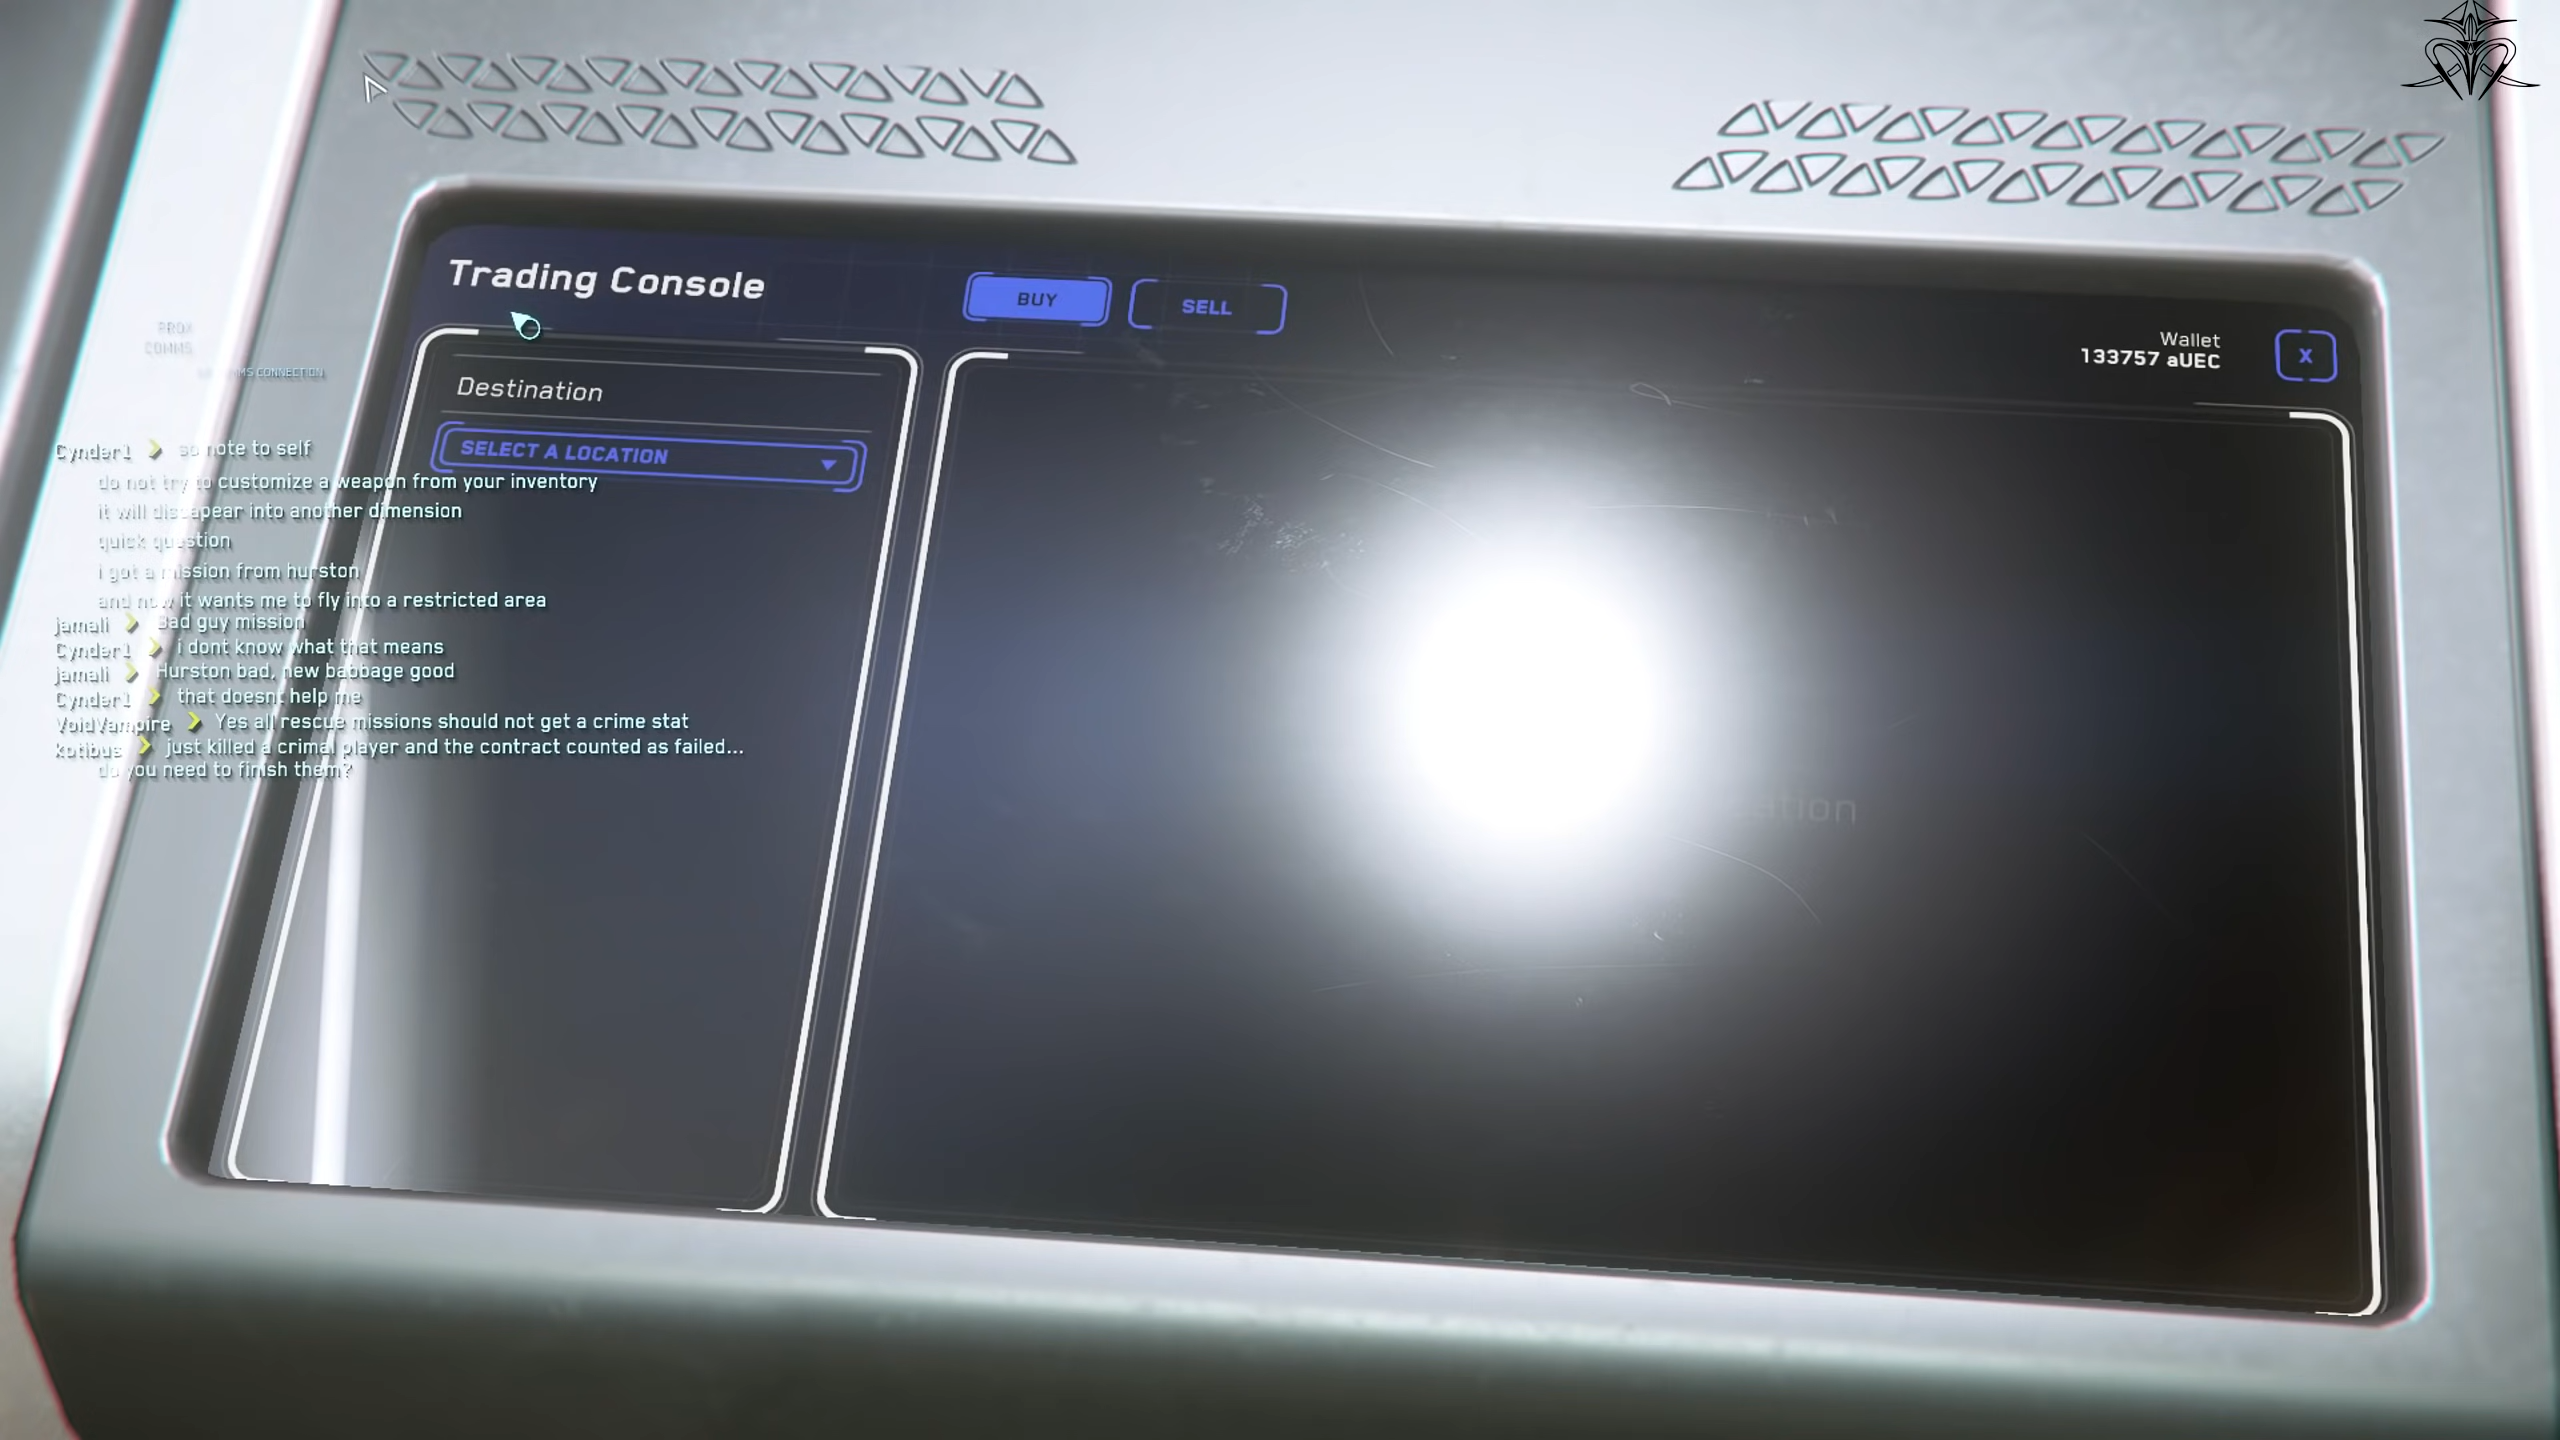 Trading Console
BUY
SELL
Wallet
133757 aUEC
X
COMMS
Destination
SELECT A LOCATION
Cynder1 > so note to self
do not try to customize a weapon from your inventory
it will dissapear into another dimension
quick question
i got a mission from hurston
and now it wants me to fly into a restricted area
jamali > Bad guy mission
Cynder1 > i dont know what that means
jamali > Hurston bad, new babbage good
Cynder1 > that doesnt help me
VoidVampire > Yes all rescue missions should not get a crime stat
kotibus > just killed a crimal player and the contract counted as failed...
do you need to finish them?